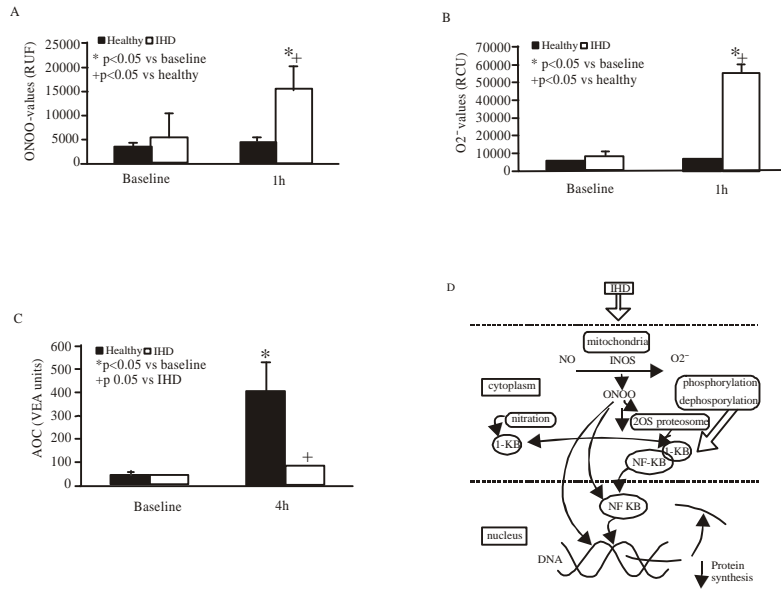 A
Healthy IHD
* p<0.05 vs baseline
+p<0.05 vs healthy
ONOO-values (RUF)
25000
20000
15000
10000
5000
0
*+
Baseline 1h
B
Healthy IHD
* p<0.05 vs baseline
+p<0.05 vs healthy
O2⁻ values (RCU)
70000
60000
50000
40000
30000
20000
10000
0
*+
Baseline 1h
C
Healthy IHD
*p<0.05 vs baseline
+p 0.05 vs IHD
AOC (VEA units)
600
500
400
300
200
100
0
*
+
Baseline 4h
D
IHD
mitochondria
NO INOS O2⁻
cytoplasm
ONOO
phosphorylation
dephosporylation
nitration
2OS proteosome
1-KB
1-KB
NF-KB
NF KB
nucleus
DNA
Protein
synthesis